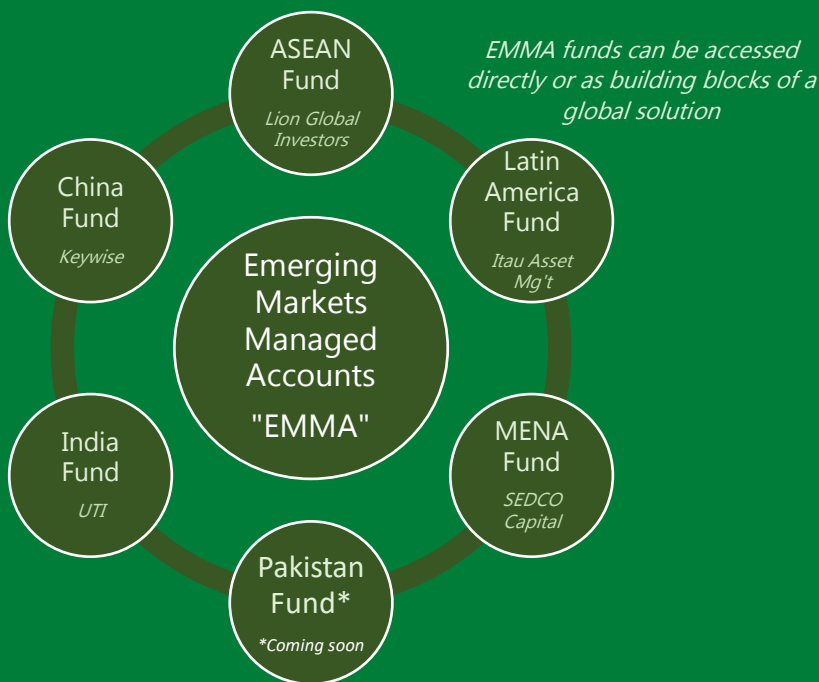 ASEAN
Fund
Lion Global
Investors
EMMA funds can be accessed
directly or as building blocks of a
global solution
Latin
America
Fund
Itau Asset
Mg't
China
Fund
Keywise
Emerging
Markets
Managed
Accounts
"EMMA"
MENA
Fund
SEDCO
Capital
India
Fund
UTI
Pakistan
Fund*
*Coming soon